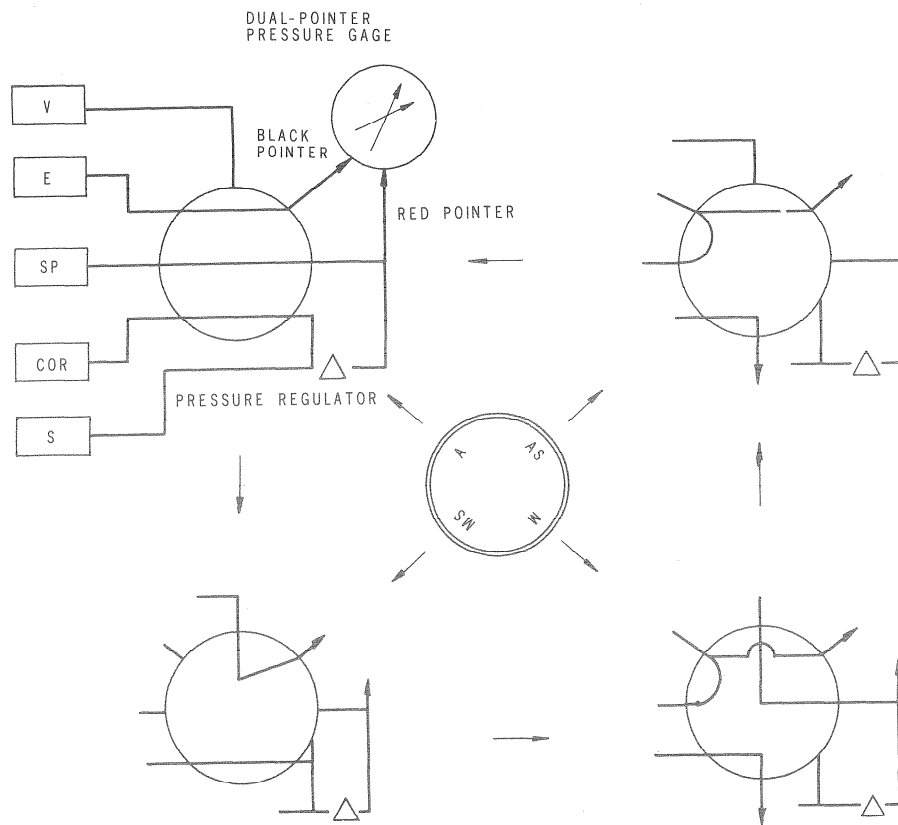 DUAL-POINTER
PRESSURE GAGE
V
BLACK
POINTER
E
RED POINTER
SP
COR
PRESSURE REGULATOR
S
A
AS
MS
M